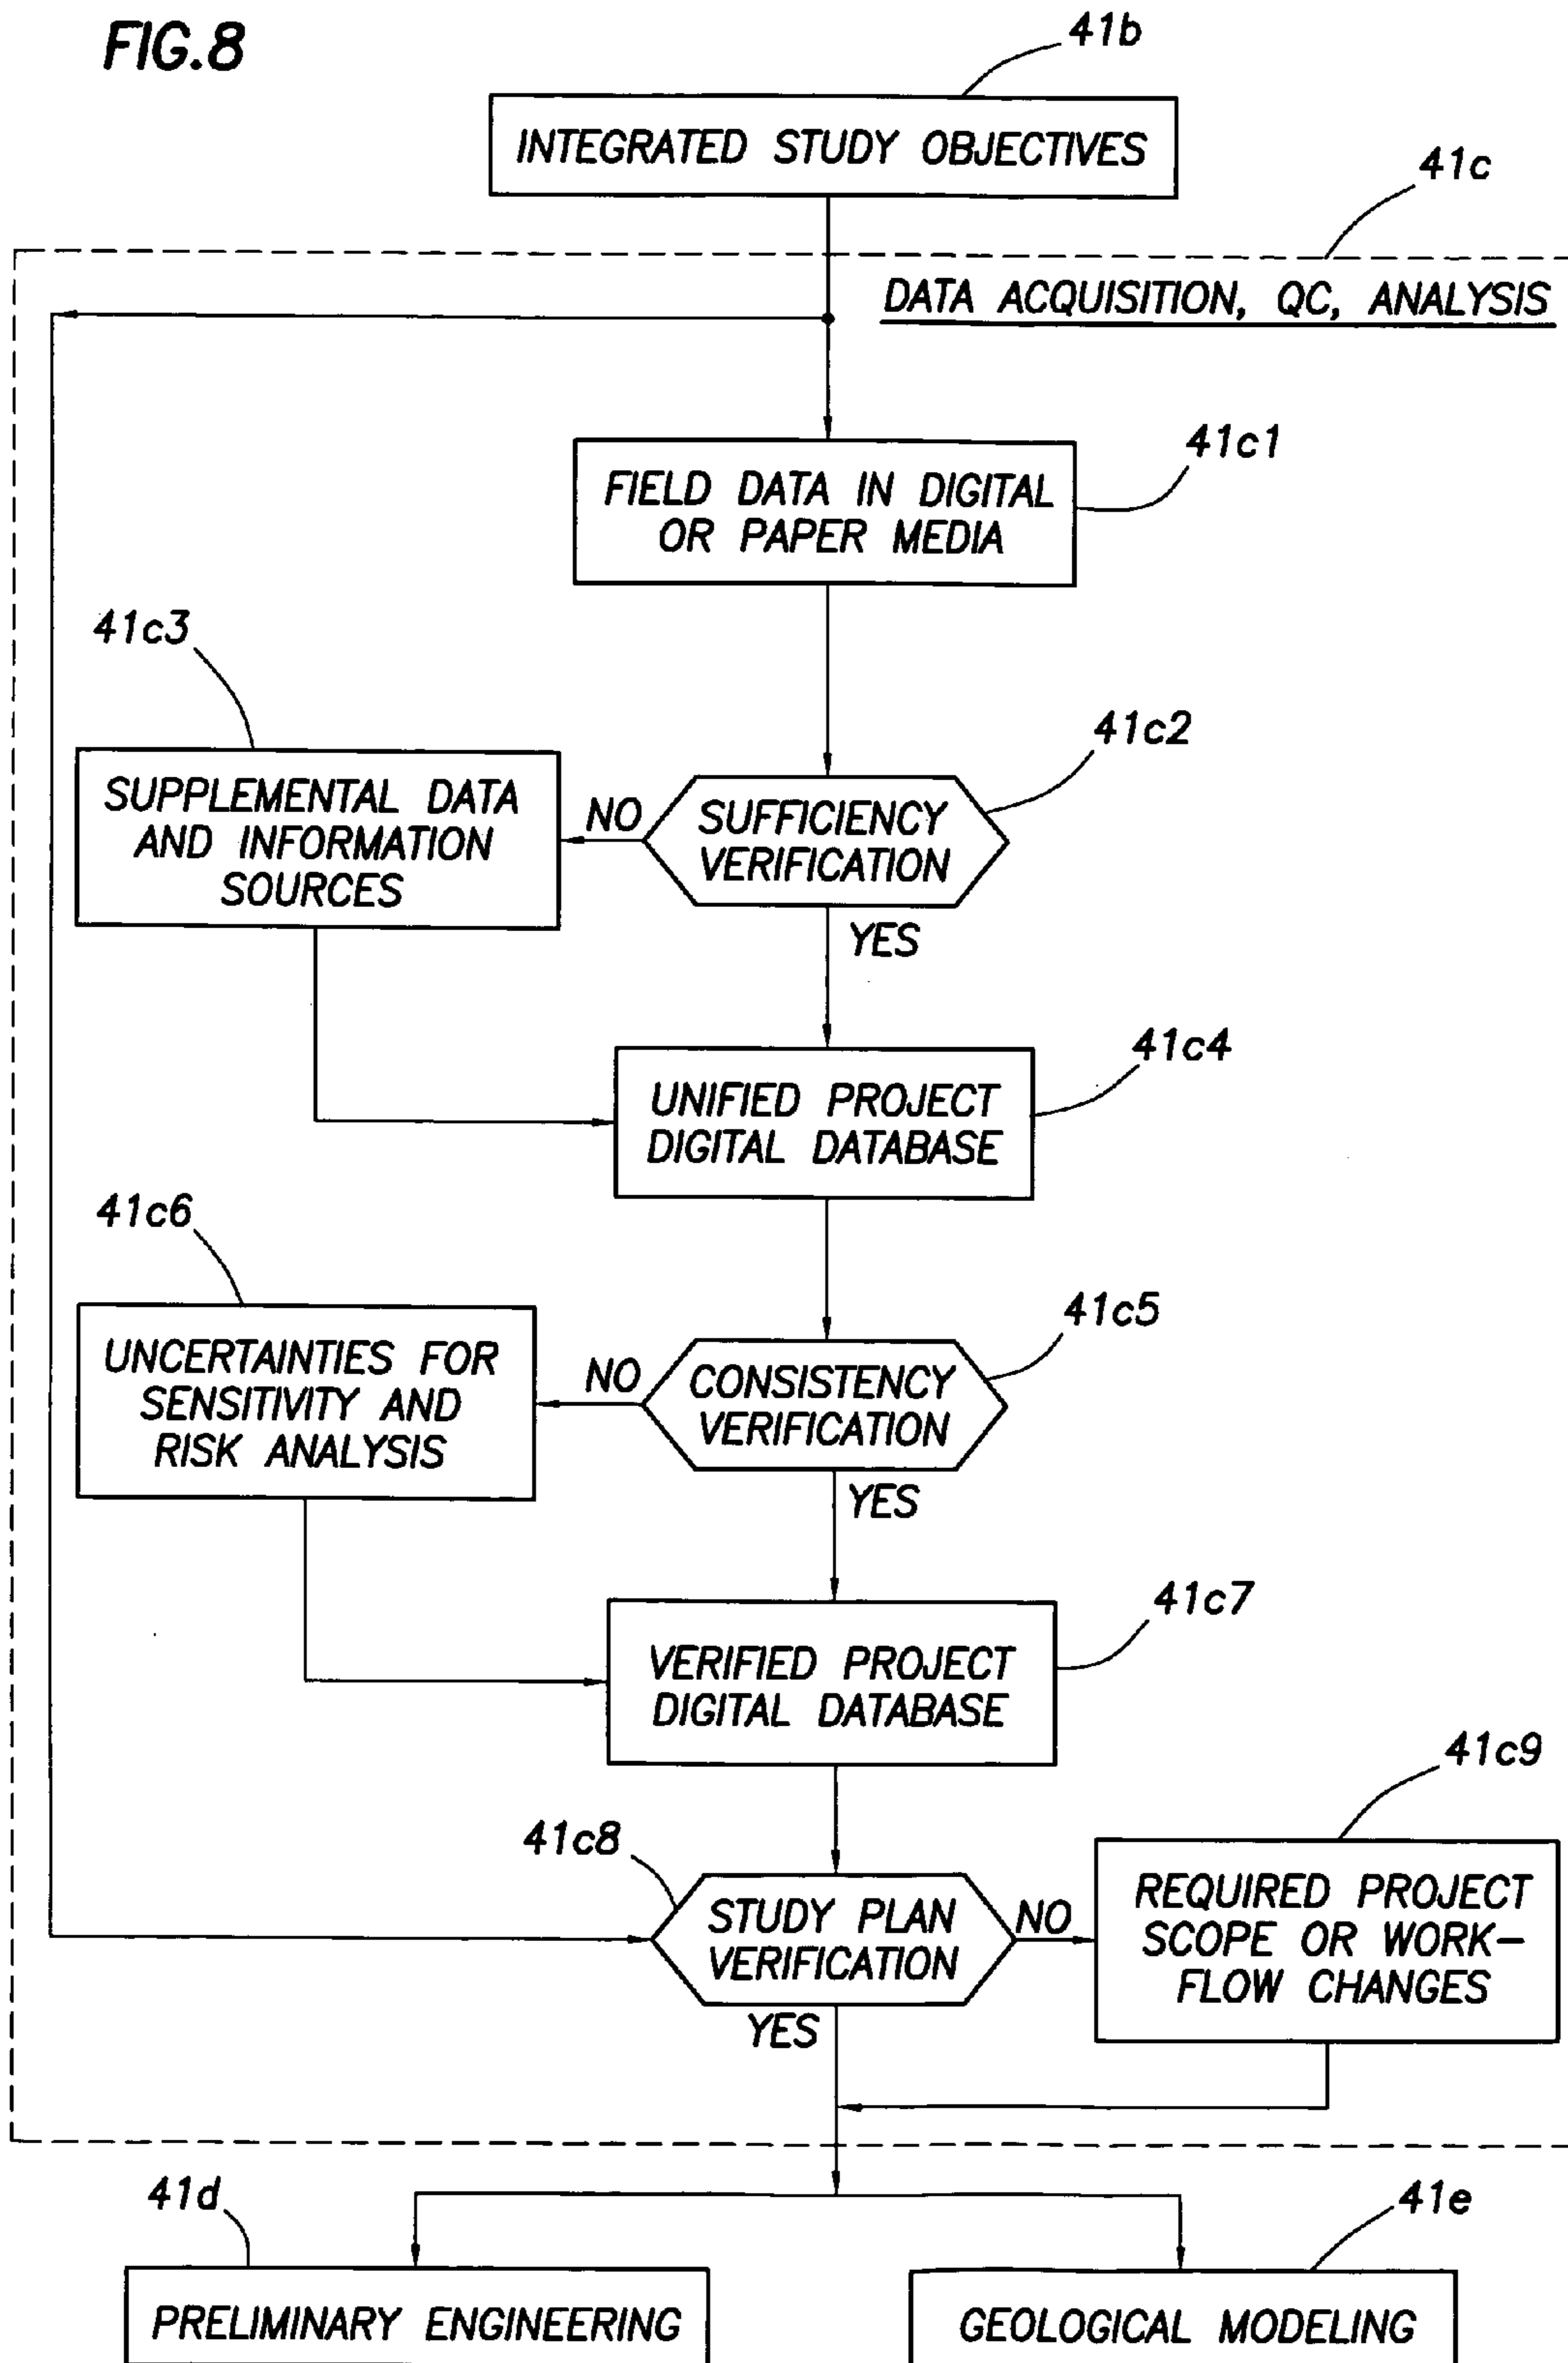 FIG.8
41b
INTEGRATED STUDY OBJECTIVES
41c
DATA ACQUISITION, QC, ANALYSIS
41c1
FIELD DATA IN DIGITAL
OR PAPER MEDIA
41c3
41c2
SUPPLEMENTAL DATA
AND INFORMATION
SOURCES
NO
SUFFICIENCY
VERIFICATION
YES
41c4
UNIFIED PROJECT
DIGITAL DATABASE
41c6
41c5
UNCERTAINTIES FOR
SENSITIVITY AND
RISK ANALYSIS
NO
CONSISTENCY
VERIFICATION
YES
41c7
VERIFIED PROJECT
DIGITAL DATABASE
41c9
41c8
STUDY PLAN
VERIFICATION
NO
REQUIRED PROJECT
SCOPE OR WORK-
FLOW CHANGES
YES
41d
41e
PRELIMINARY ENGINEERING
GEOLOGICAL MODELING